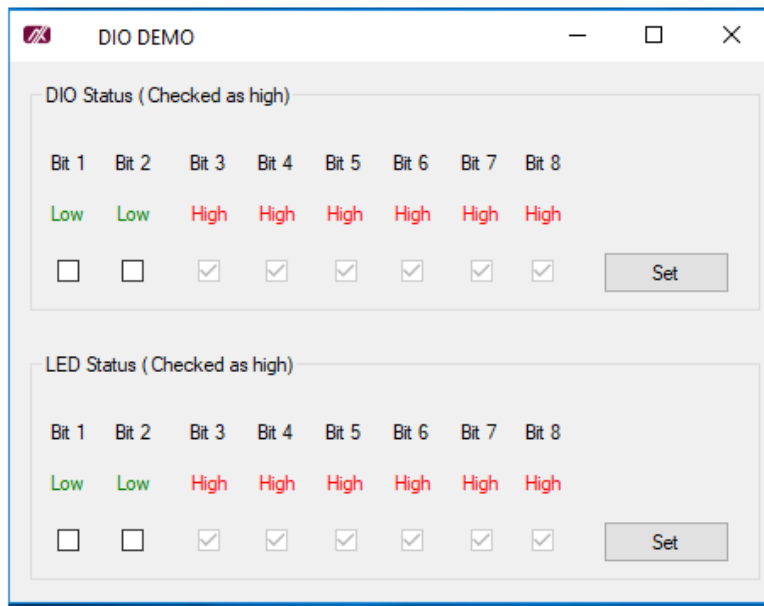 DIO DEMO
DIO Status (Checked as high)
Bit 1 Bit 2 Bit 3 Bit 4 Bit 5 Bit 6 Bit 7 Bit 8
Low Low High High High High High High
Set
LED Status (Checked as high)
Bit 1 Bit 2 Bit 3 Bit 4 Bit 5 Bit 6 Bit 7 Bit 8
Low Low High High High High High High
Set